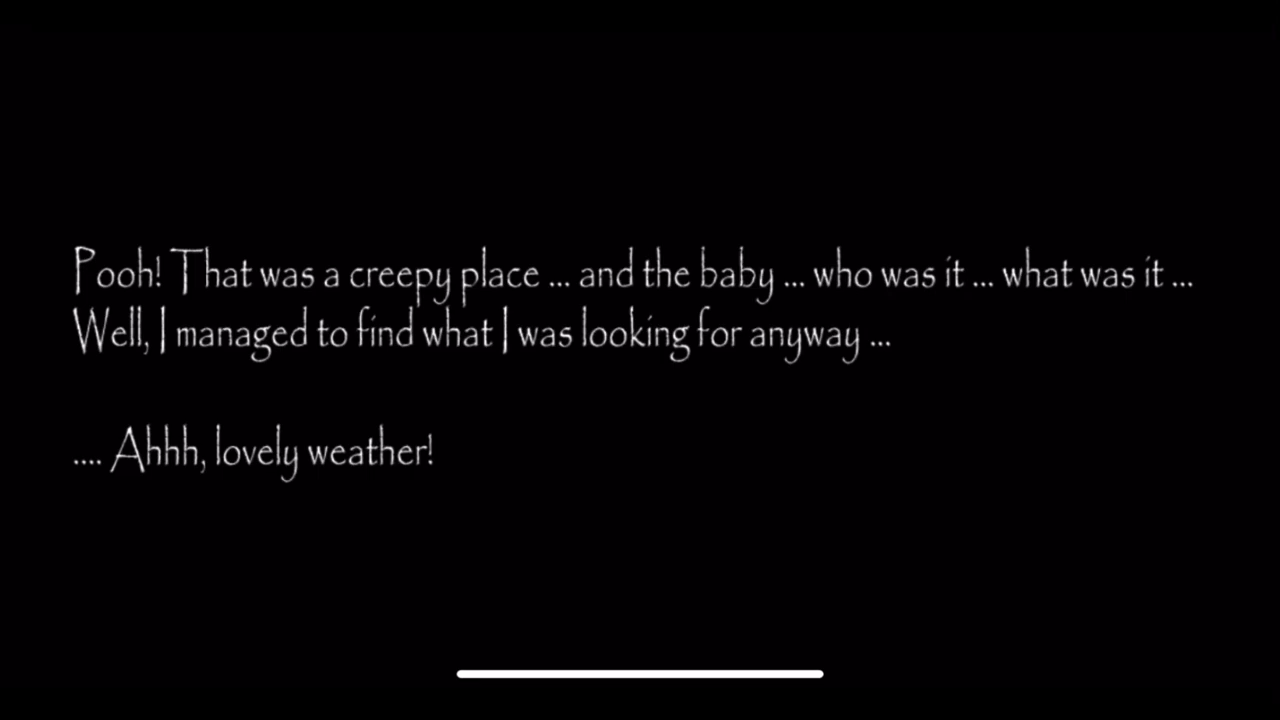 Pooh! That was a creepy place ... and the baby ... who was it ... what was it ...
Well, I managed to find what I was looking for anyway ...
.... Ahhh, lovely weather!